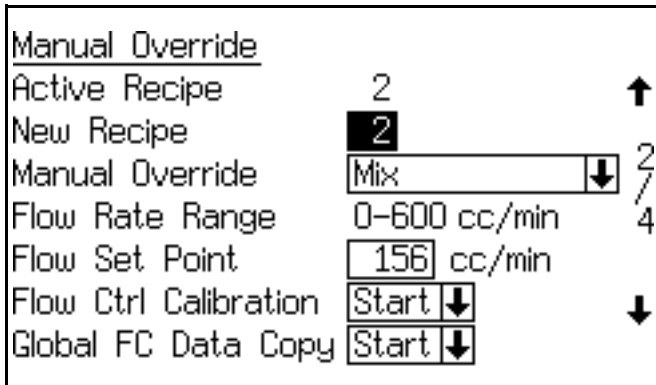 Manual Override
Active Recipe 2
New Recipe 2
Manual Override Mix
Flow Rate Range 0-600 cc/min
Flow Set Point 156 cc/min
Flow Ctrl Calibration Start
Global FC Data Copy Start
2/4